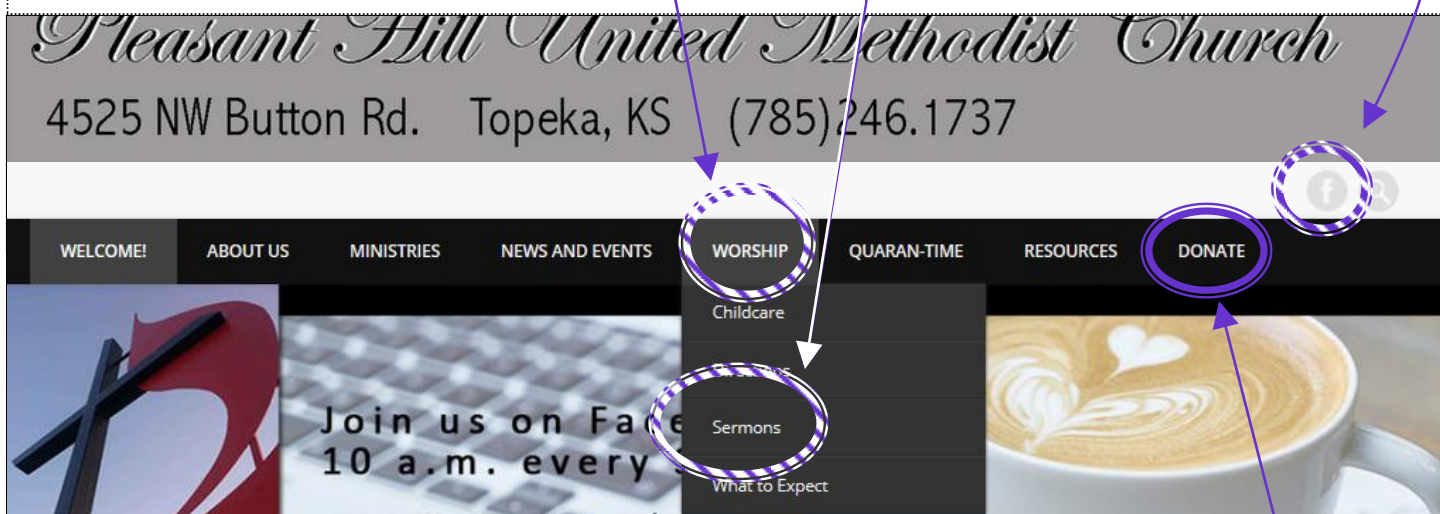 Pleasant Hill United Methodist Church
4525 NW Button Rd. Topeka, KS (785)246.1737
f
WELCOME! ABOUT US MINISTRIES NEWS AND EVENTS WORSHIP QUARAN-TIME RESOURCES DONATE
Childcare
Sermons
What to Expect
Join us on Face
10 a.m. every S